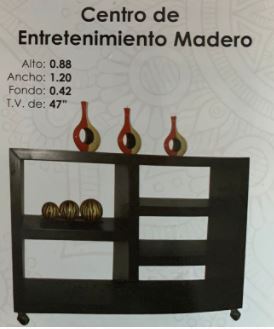 Centro de
Entretenimiento Madero
Alto: 0.88
Ancho: 1.20
Fondo: 0.42
T.V. de: 47"